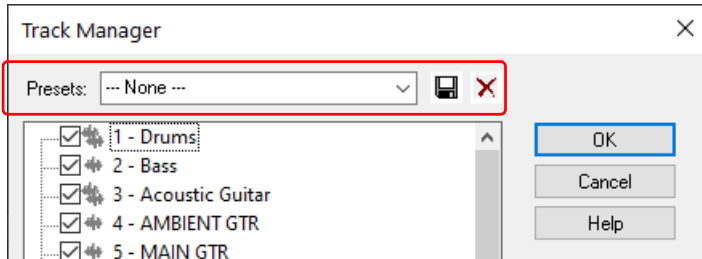 Track Manager
Presets: --- None ---
1 - Drums
OK
2 - Bass
Cancel
3 - Acoustic Guitar
4 - AMBIENT GTR
Help
5 - MAIN GTR